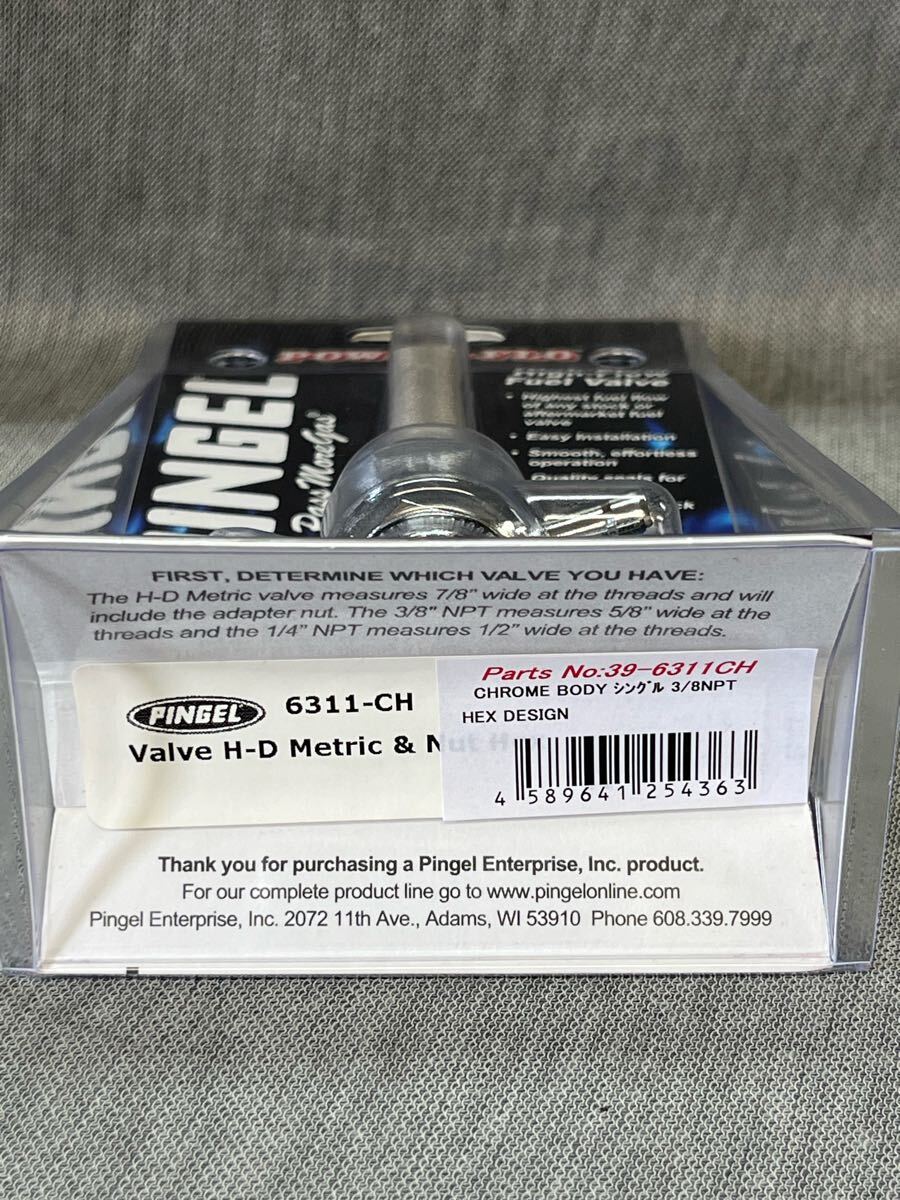 PINGEL
High-Flow
Fuel Valve
• Highest fuel flow
of any stock or
aftermarket fuel
valve
• Easy installation
• Smooth, effortless
operation
Quality seals for
FIRST, DETERMINE WHICH VALVE YOU HAVE:
The H-D Metric valve measures 7/8” wide at the threads and will
include the adapter nut. The 3/8” NPT measures 5/8” wide at the
threads and the 1/4” NPT measures 1/2” wide at the threads.
PINGEL 6311-CH
Valve H-D Metric & Nut
Parts No:39-6311CH
CHROME BODY ｼﾝｸﾞﾙ 3/8NPT
HEX DESIGN
4 589641 254363
Thank you for purchasing a Pingel Enterprise, Inc. product.
For our complete product line go to www.pingelonline.com
Pingel Enterprise, Inc. 2072 11th Ave., Adams, WI 53910 Phone 608.339.7999